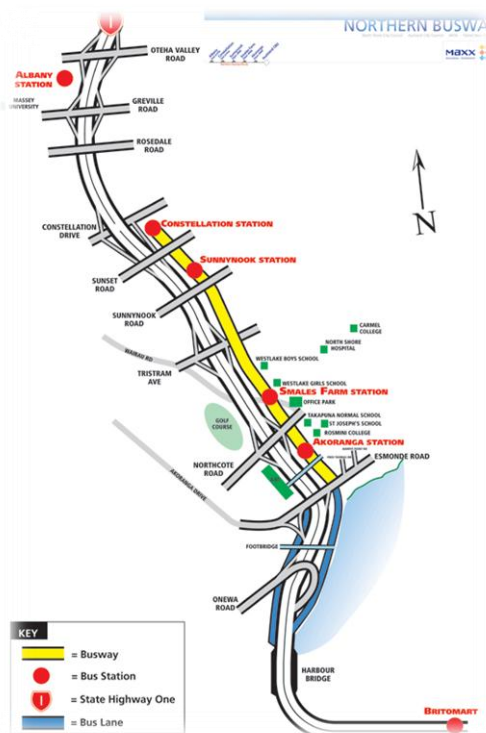 NORTHERN BUSWA
MAXX
1
OTEHA VALLEY
ROAD
ALBANY
STATION
MASSEY
UNIVERSITY
GREVILLE
ROAD
ROSEDALE
ROAD
CONSTELLATION
DRIVE
CONSTELLATION STATION
SUNNYNOOK STATION
SUNSET
ROAD
SUNNYNOOK
ROAD
N
CARMEL
COLLEGE
NORTH SHORE
HOSPITAL
WAIRAU RD
WESTLAKE BOYS SCHOOL
TRISTRAM
AVE
WESTLAKE GIRLS SCHOOL
SMALES FARM STATION
OFFICE PARK
GOLF
COURSE
TAKAPUNA NORMAL SCHOOL
ST JOSEPH'S SCHOOL
ROSMINI COLLEGE
AKORANGA STATION
ESMONDE ROAD
NORTHCOTE
ROAD
AKORANGA DRIVE
FOOTBRIDGE
ONEWA
ROAD
HARBOUR
BRIDGE
BRITOMART
KEY
= Busway
= Bus Station
1
= State Highway One
= Bus Lane